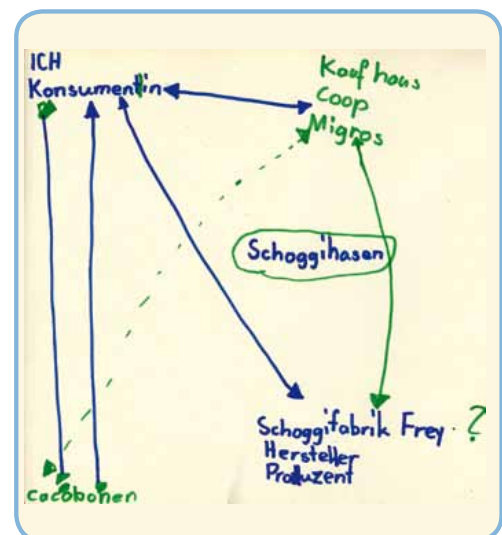 ICH
Konsumentin
Kaufhaus
Coop
Migros
Schoggihasen
Schoggifabrik Frey. ?
Hersteller
Produzent
cacobohnen